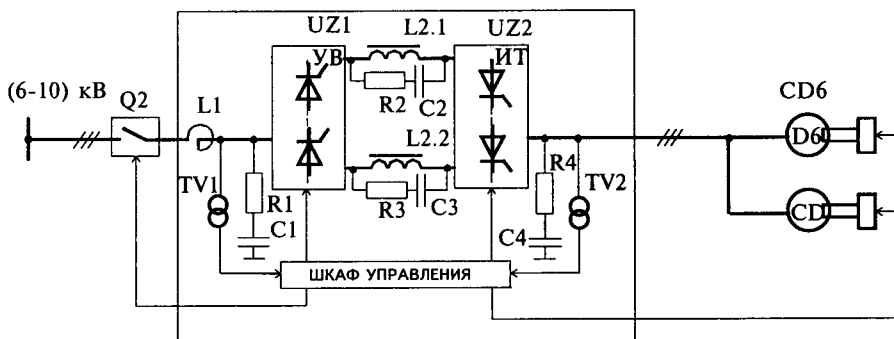 UZ1
L2.1
UZ2
УВ
ИТ
(6-10) кВ
Q2
L1
R2
C2
CD6
D6
L2.2
TV1
R1
R3
C3
R4
TV2
CD
C1
C4
ШКАФ УПРАВЛЕНИЯ